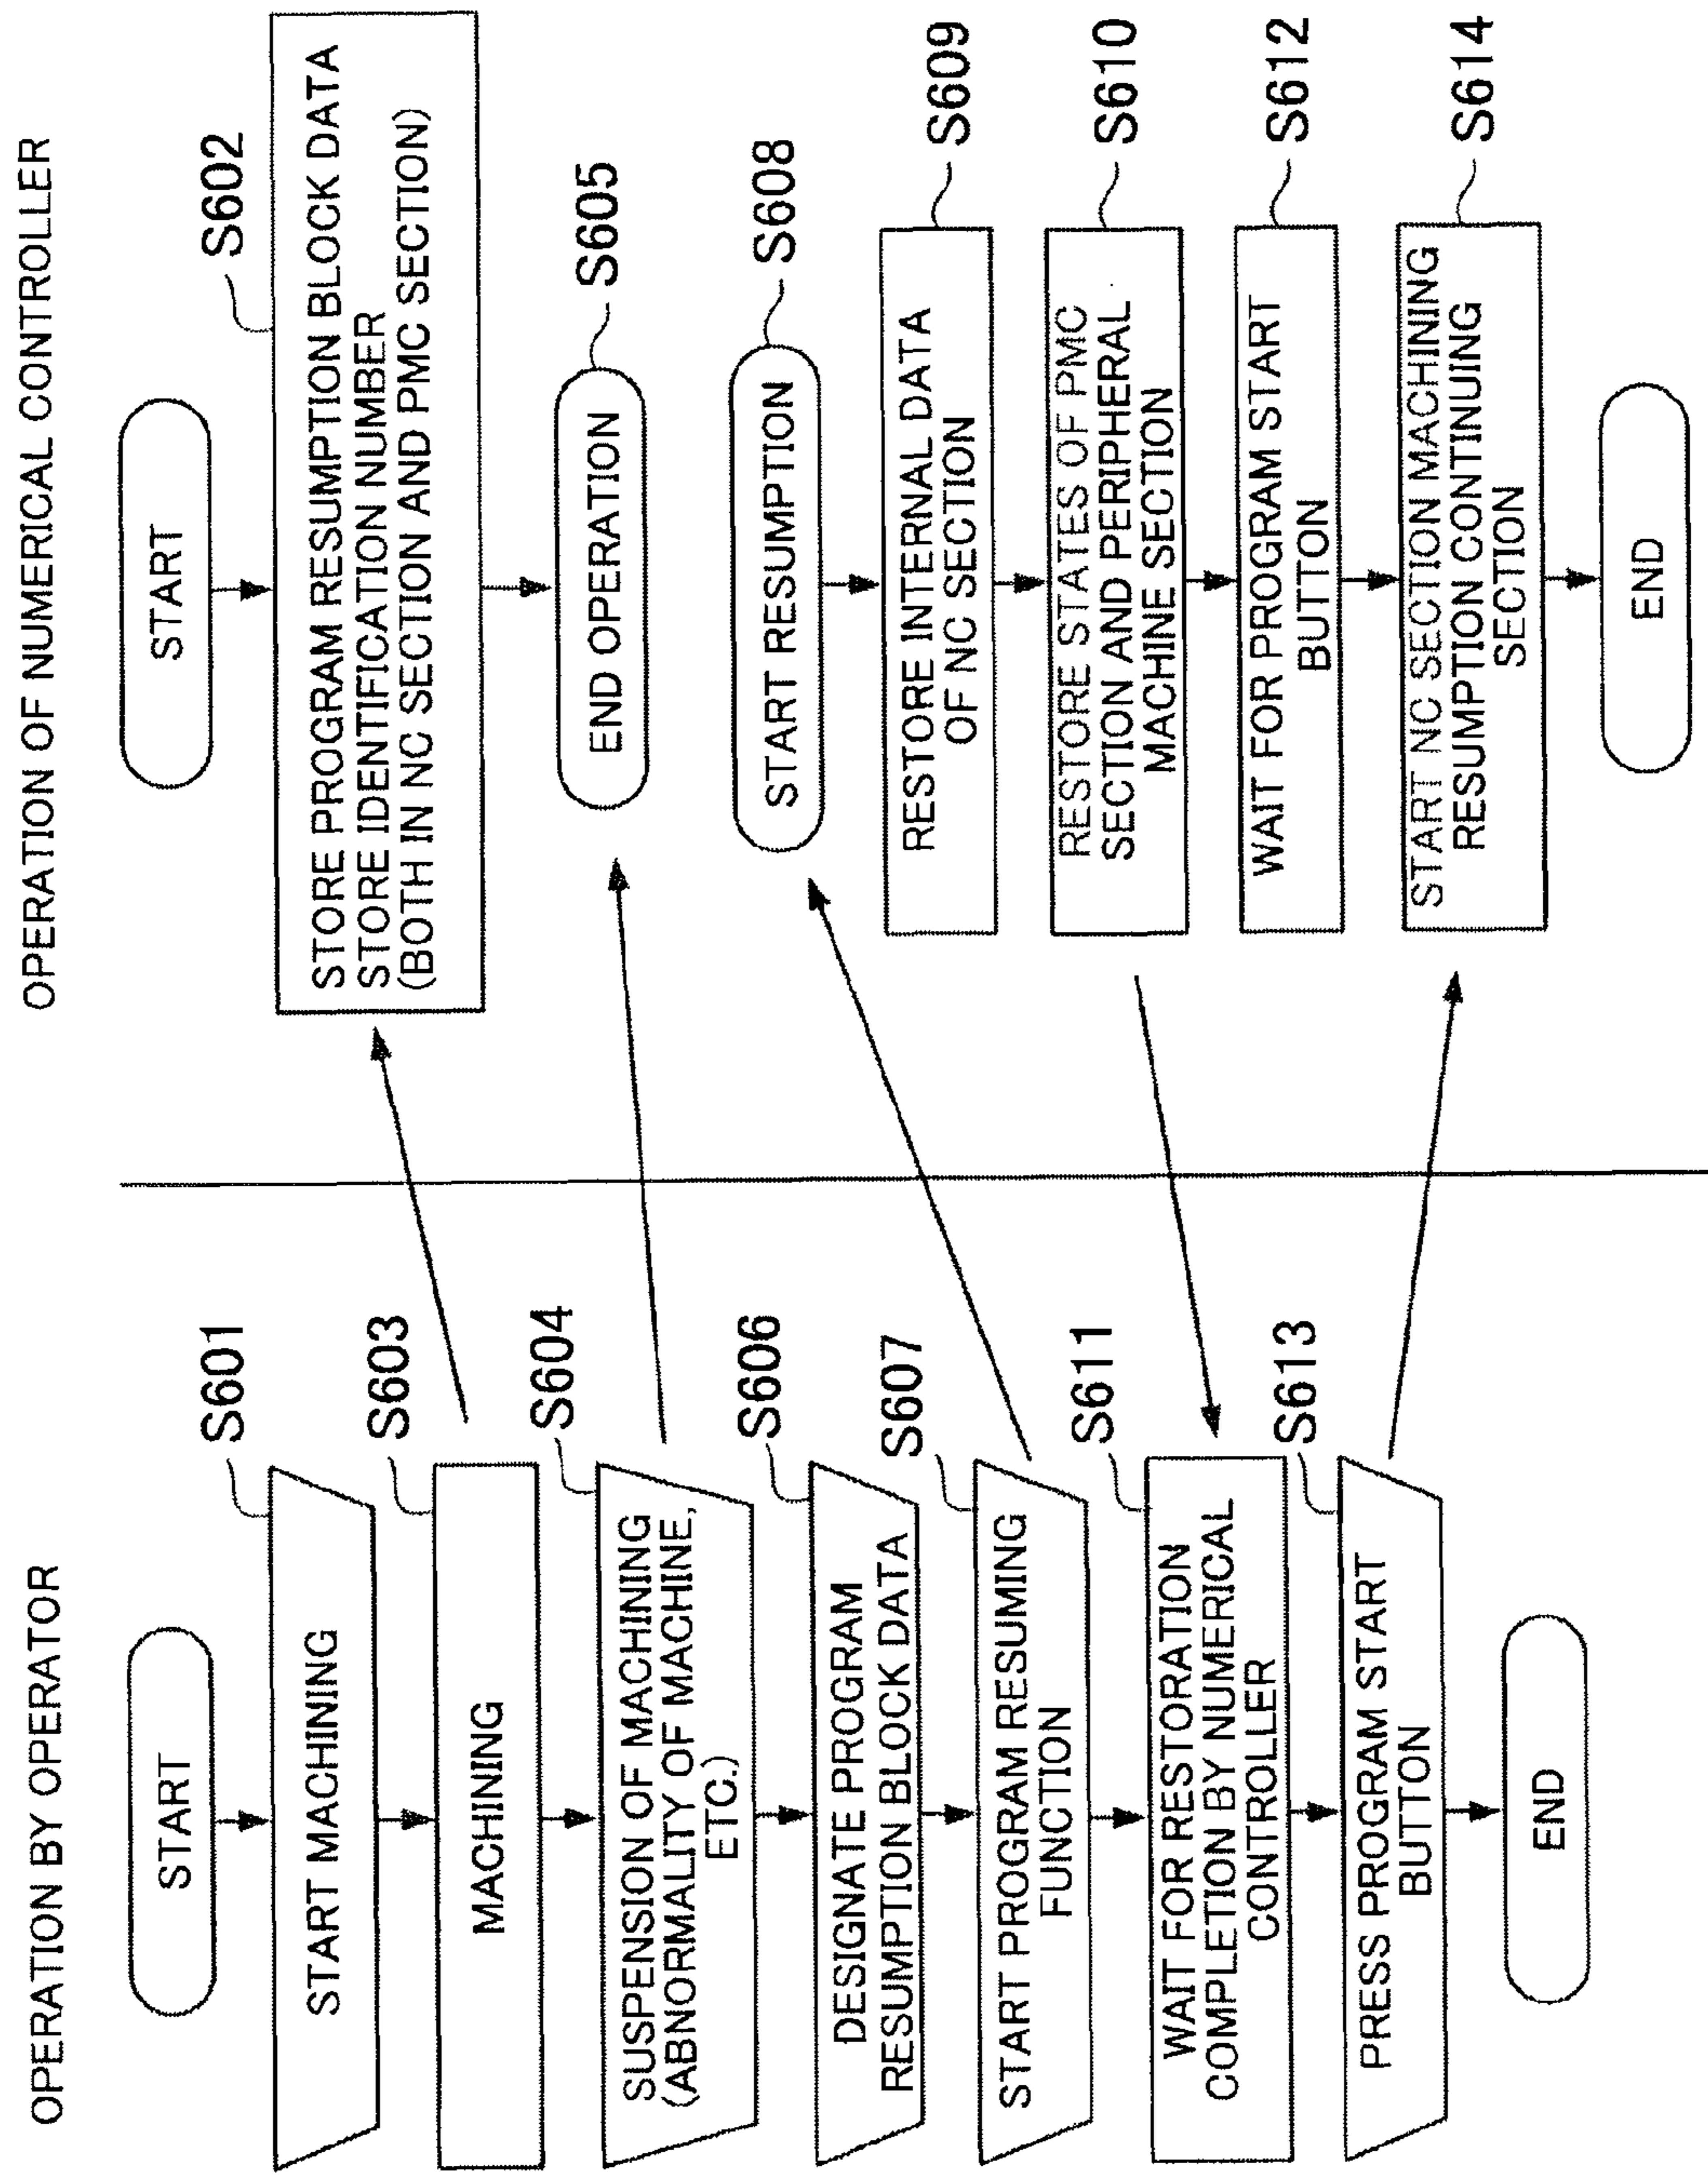 OPERATION BY OPERATOR
START
S601
START MACHINING
S603
MACHINING
S604
SUSPENSION OF MACHINING
(ABNORMALITY OF MACHINE,
ETC.)
S606
DESIGNATE PROGRAM
RESUMPTION BLOCK DATA
S607
START PROGRAM RESUMING
FUNCTION
S611
WAIT FOR RESTORATION
COMPLETION BY NUMERICAL
CONTROLLER
S613
PRESS PROGRAM START
BUTTON
END
OPERATION OF NUMERICAL CONTROLLER
START
S602
STORE PROGRAM RESUMPTION BLOCK DATA
STORE IDENTIFICATION NUMBER
(BOTH IN NC SECTION AND PMC SECTION)
S605
END OPERATION
S608
START RESUMPTION
S609
RESTORE INTERNAL DATA
OF NC SECTION
S610
RESTORE STATES OF PMC
SECTION AND PERIPHERAL
MACHINE SECTION
S612
WAIT FOR PROGRAM START
BUTTON
S614
START NC SECTION MACHINING
RESUMPTION CONTINUING
SECTION
END